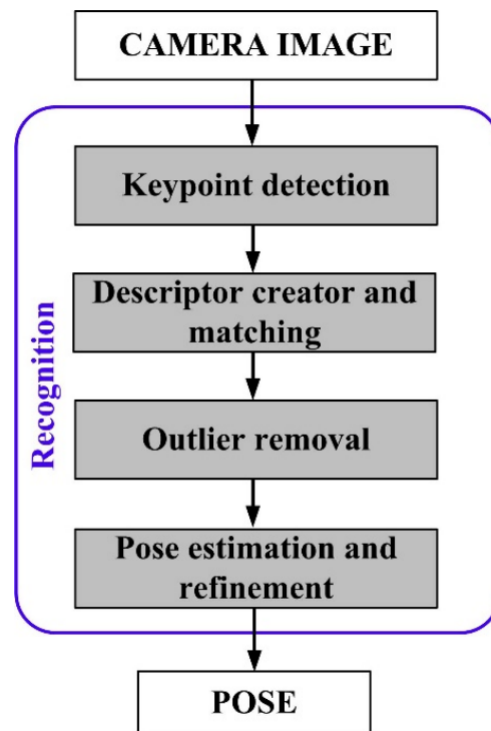 CAMERA IMAGE
Keypoint detection
Descriptor creator and
matching
Outlier removal
Pose estimation and
refinement
Recognition
POSE